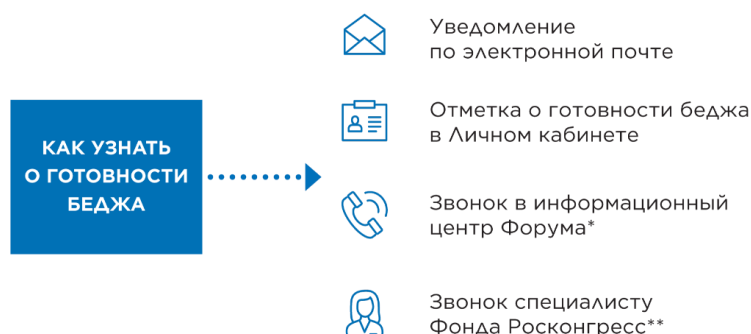 КАК УЗНАТЬ
О ГОТОВНОСТИ
БЕДЖА
Уведомление
по электронной почте
Отметка о готовности беджа
в Личном кабинете
Звонок в информационный
центр Форума*
Звонок специалисту
Фонда Росконгресс**